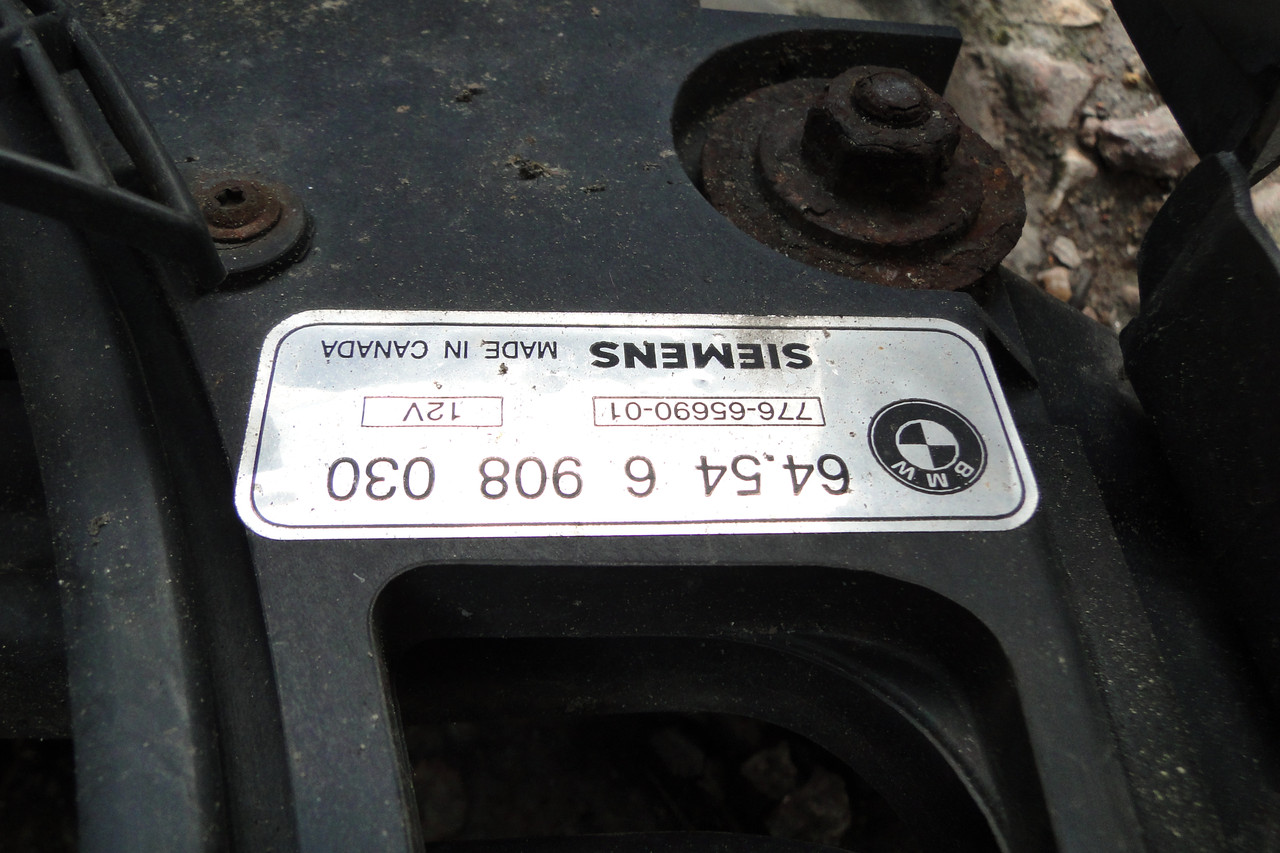 BMW
64.54 6 908 030
776-65690-01 12V
SIEMENS MADE IN CANADA